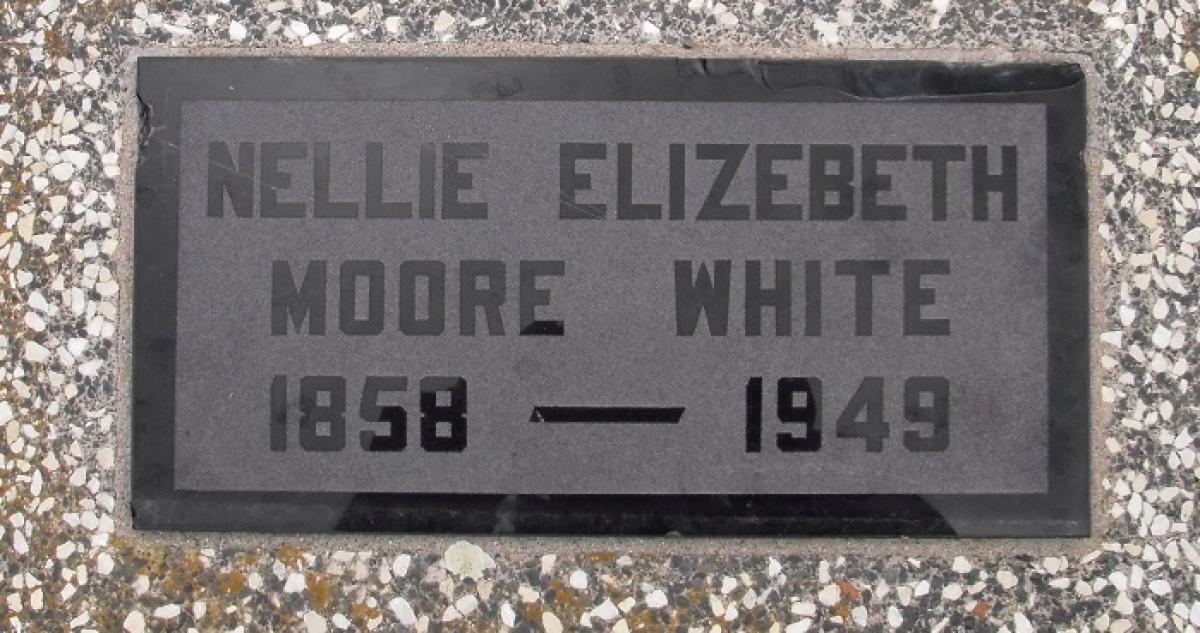 NELLIE ELIZEBETH
MOORE WHITE
1858 — 1949